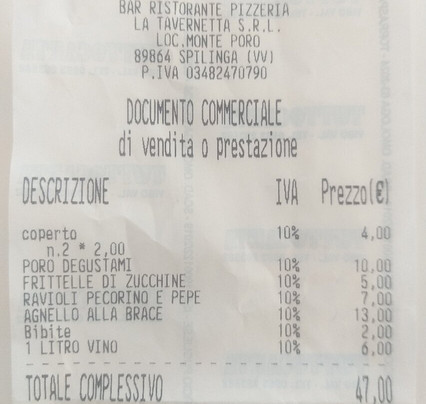 BAR RISTORANTE PIZZERIA
LA TAVERNETTA S.R.L.
LOC.MONTE PORO
89864 SPILINGA (VV)
P.IVA 03482470790
DOCUMENTO COMMERCIALE
di vendita o prestazione
DESCRIZIONE IVA Prezzo(€)
coperto 10% 4,00
n.2 * 2,00
PORO DEGUSTAMI 10% 10,00
FRITTELLE DI ZUCCHINE 10% 5,00
RAVIOLI PECORINO E PEPE 10% 7,00
AGNELLO ALLA BRACE 10% 13,00
Bibite 10% 2,00
1 LITRO VINO 10% 6,00
TOTALE COMPLESSIVO 47,00